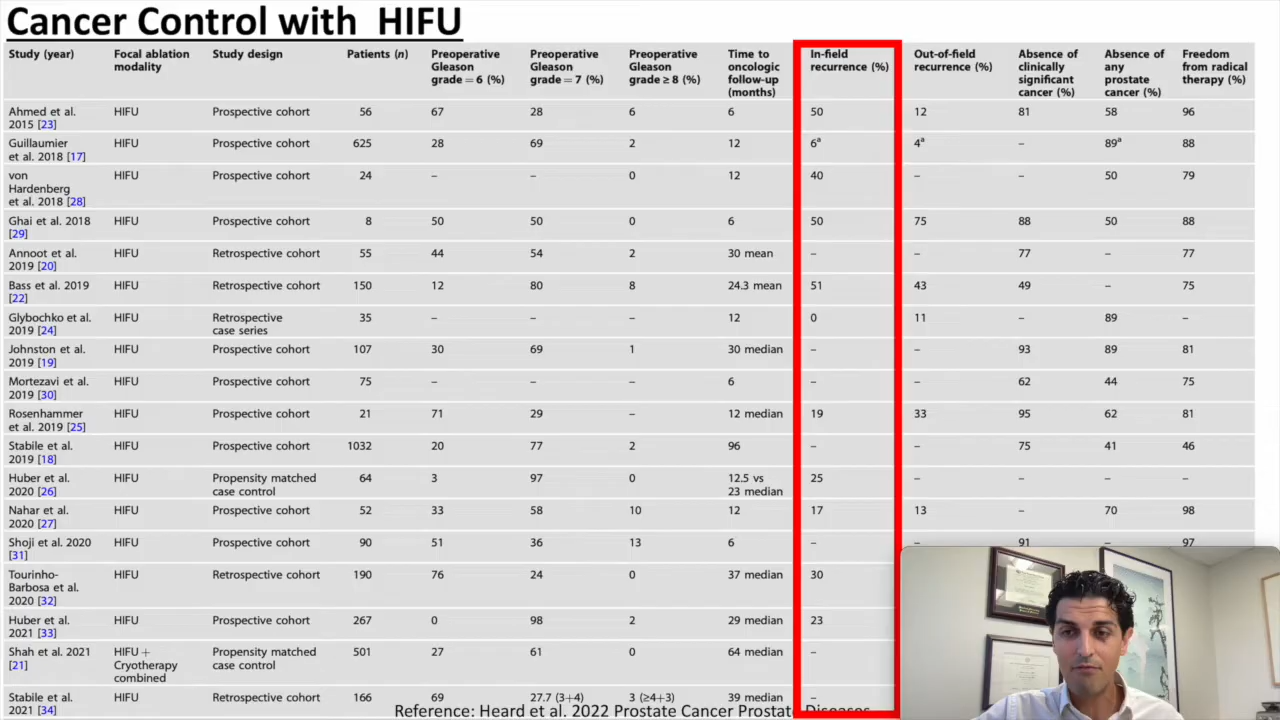 Cancer Control with HIFU
Study (year) Focal ablation modality Study design Patients (n) Preoperative Gleason grade = 6 (%) Preoperative Gleason grade = 7 (%) Preoperative Gleason grade ≥ 8 (%) Time to oncologic follow-up (months) In-field recurrence (%) Out-of-field recurrence (%) Absence of clinically significant cancer (%) Absence of any prostate cancer (%) Freedom from radical therapy (%)
Ahmed et al. 2015 [23] HIFU Prospective cohort 56 67 28 6 6 50 12 81 58 96
Guillaumier et al. 2018 [17] HIFU Prospective cohort 625 28 69 2 12 6ª 4ª – 89ª 88
von Hardenberg et al. 2018 [28] HIFU Prospective cohort 24 – – 0 12 40 – – 50 79
Ghai et al. 2018 [29] HIFU Prospective cohort 8 50 50 0 6 50 75 88 50 88
Annoot et al. 2019 [20] HIFU Retrospective cohort 55 44 54 2 30 mean – – 77 – 77
Bass et al. 2019 [22] HIFU Retrospective cohort 150 12 80 8 24.3 mean 51 43 49 – 75
Glybochko et al. 2019 [24] HIFU Retrospective case series 35 – – – 12 0 11 – 89 –
Johnston et al. 2019 [19] HIFU Prospective cohort 107 30 69 1 30 median – – 93 89 81
Mortezavi et al. 2019 [30] HIFU Prospective cohort 75 – – – 6 – – 62 44 75
Rosenhammer et al. 2019 [25] HIFU Prospective cohort 21 71 29 – 12 median 19 33 95 62 81
Stabile et al. 2019 [18] HIFU Prospective cohort 1032 20 77 2 96 – – 75 41 46
Huber et al. 2020 [26] HIFU Propensity matched case control 64 3 97 0 12.5 vs 23 median 25 – – – –
Nahar et al. 2020 [27] HIFU Prospective cohort 52 33 58 10 12 17 13 – 70 98
Shoji et al. 2020 [31] HIFU Prospective cohort 90 51 36 13 6 – – 91 – 97
Tourinho-Barbosa et al. 2020 [32] HIFU Retrospective cohort 190 76 24 0 37 median 30
Huber et al. 2021 [33] HIFU Prospective cohort 267 0 98 2 29 median 23
Shah et al. 2021 [21] HIFU + Cryotherapy combined Propensity matched case control 501 27 61 0 64 median –
Stabile et al. 2021 [34] HIFU Retrospective cohort 166 69 27.7 (3+4) 3 (≥4+3) 39 median –
Reference: Heard et al. 2022 Prostate Cancer Prostate Diseases